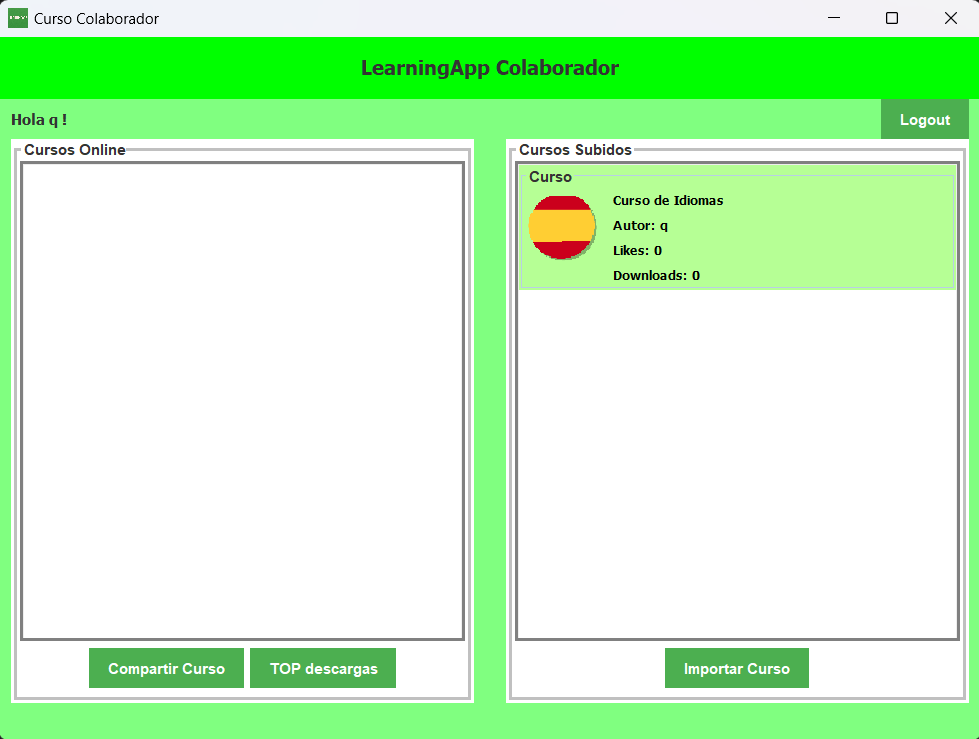 Curso Colaborador
LearningApp Colaborador
Hola q !
Logout
Cursos Online
Compartir Curso
TOP descargas
Cursos Subidos
Curso
Curso de Idiomas
Autor: q
Likes: 0
Downloads: 0
Importar Curso